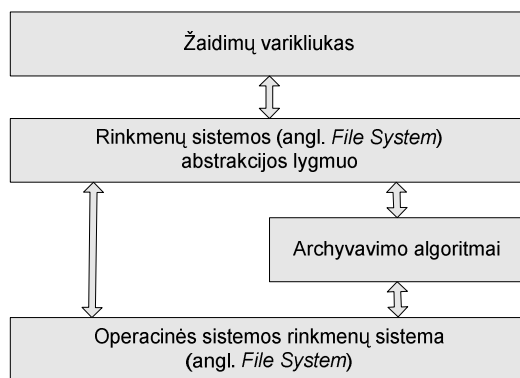 Žaidimų varikliukas
Rinkmenų sistemos (angl. File System)
abstrakcijos lygmuo
Archyvavimo algoritmai
Operacinės sistemos rinkmenų sistema
(angl. File System)